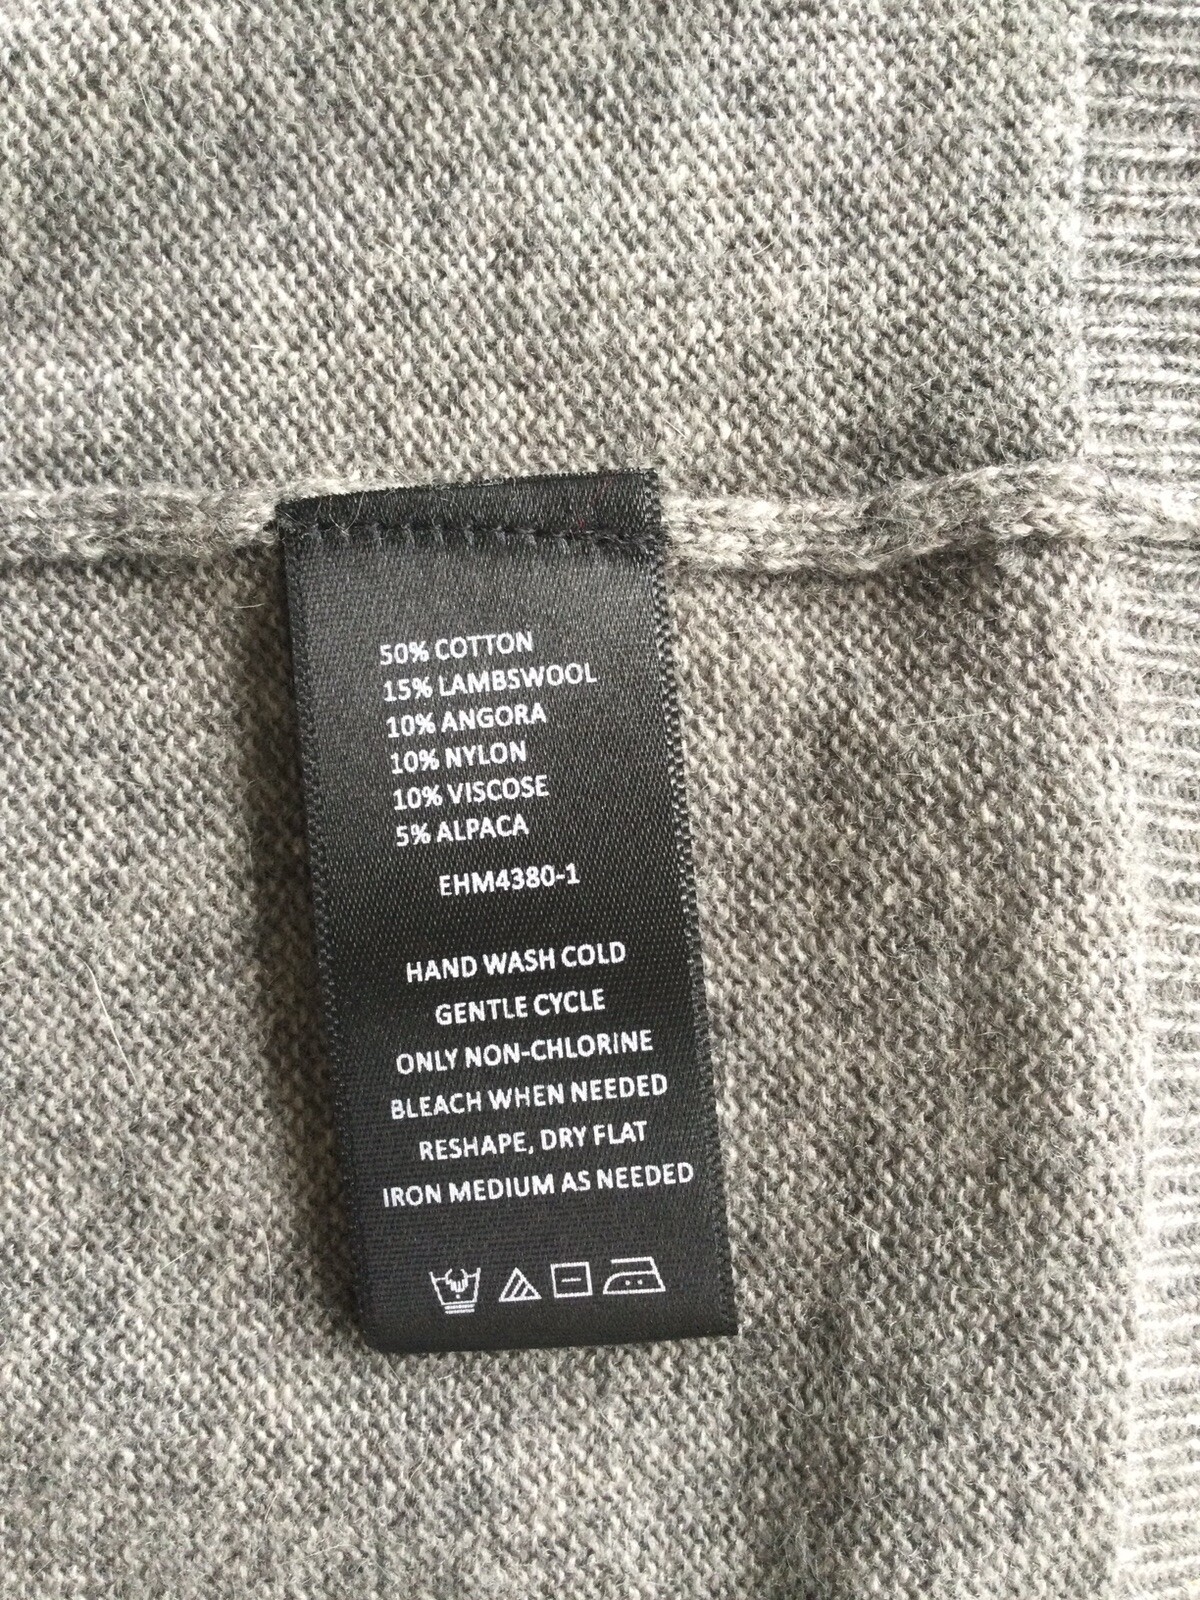 50% COTTON
15% LAMBSWOOL
10% ANGORA
10% NYLON
10% VISCOSE
5% ALPACA
EHM4380-1
HAND WASH COLD
GENTLE CYCLE
ONLY NON-CHLORINE
BLEACH WHEN NEEDED
RESHAPE, DRY FLAT
IRON MEDIUM AS NEEDED